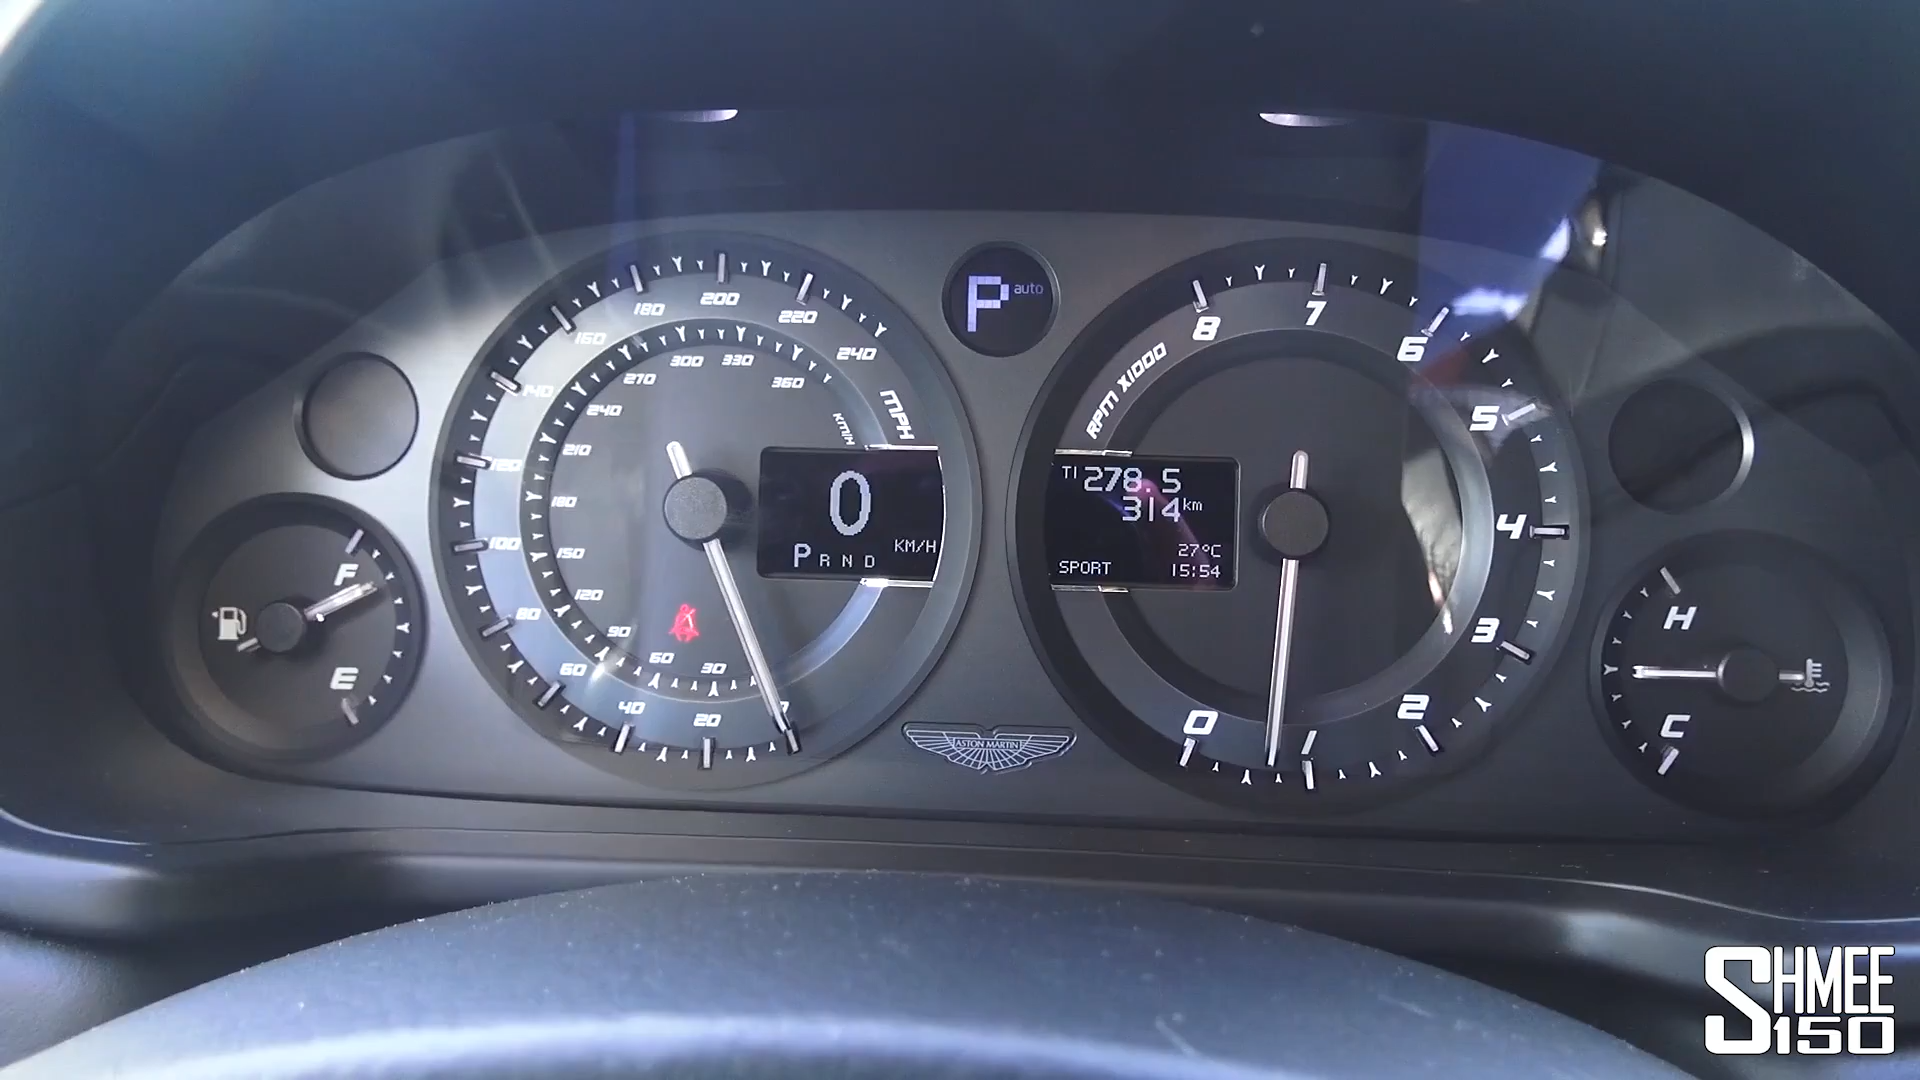 P auto
200
180
220
160
240
140
MPH
120
100
80
60
40
20
300
330
270
360
240
KM/H
210
180
150
120
90
60
30
0
KM/H
P R N D
RPM X1000
8
7
6
5
4
3
2
1
0
T1 278.5
314 km
27°C
SPORT 15:54
F
E
H
C
ASTON MARTIN
SHMEE
150